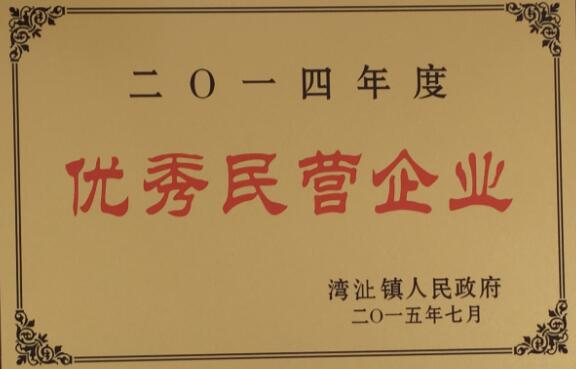 二〇一四年度
优秀民营企业
湾沚镇人民政府
二〇一五年七月